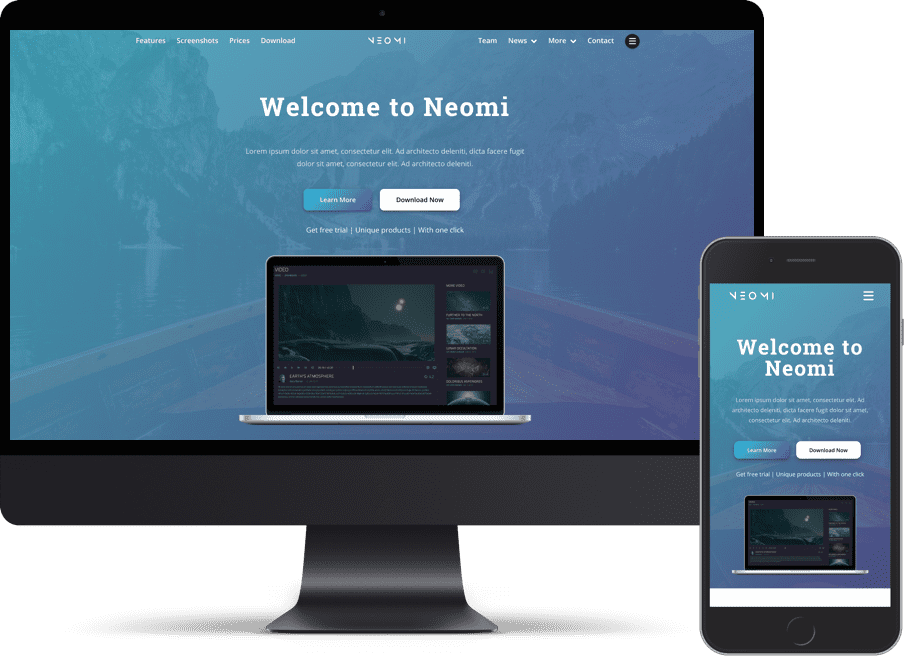 Features Screenshots Prices Download NEOMI Team News More Contact
Welcome to Neomi
Lorem ipsum dolor sit amet, consectetur elit. Ad architecto deleniti, dicta facere fugit
dolor sit amet, consectetur elit. Ad architecto deleniti.
Learn More Download Now
Get free trial | Unique products | With one click
VIDEO
EARTH'S ATMOSPHERE
NEOMI
Welcome to
Neomi
Lorem ipsum dolor sit amet, consectetur elit. Ad
architecto deleniti, dicta facere dolor sit amet,
consectetur elit. Ad architecto deleniti.
Learn More Download Now
Get free trial | Unique products | With one click